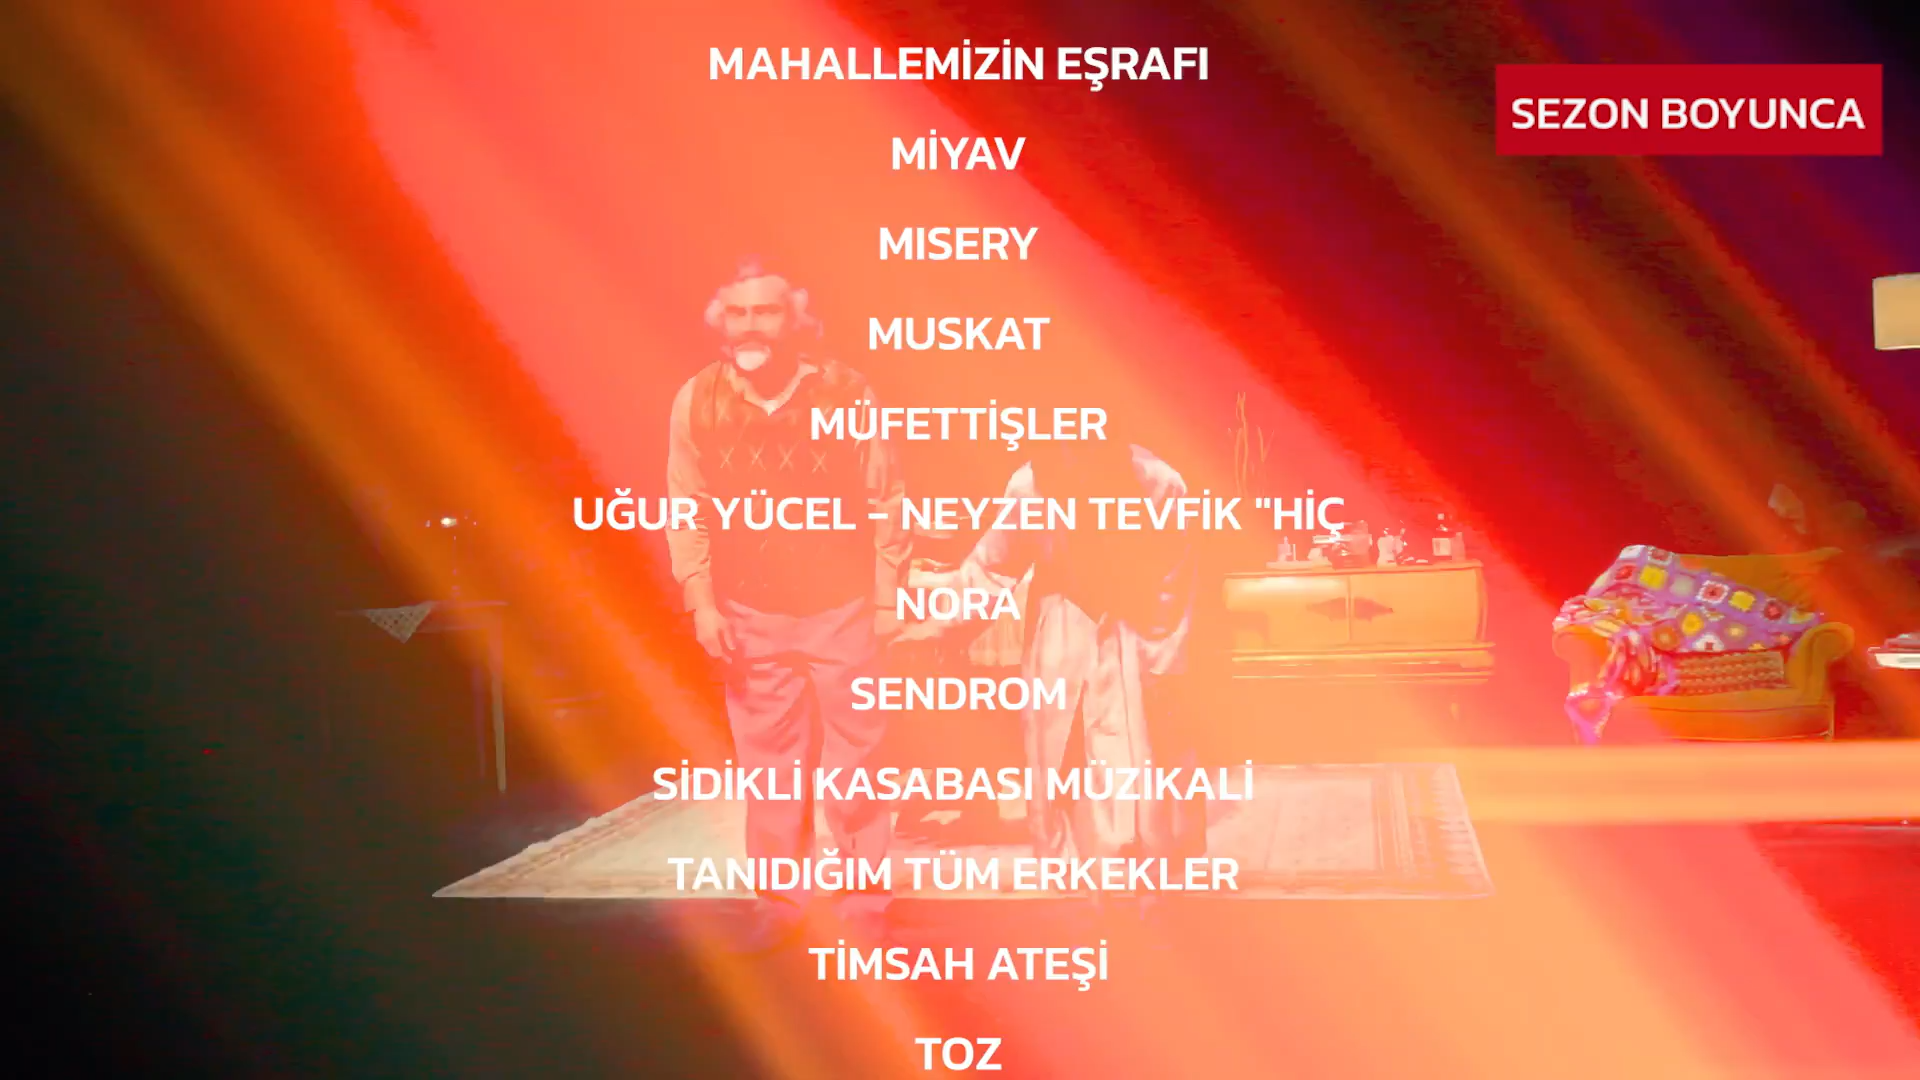 MAHALLEMİZİN EŞRAFI
SEZON BOYUNCA
MİYAV
MISERY
MUSKAT
MÜFETTİŞLER
UĞUR YÜCEL - NEYZEN TEVFİK "HİÇ
NORA
SENDROM
SİDİKLİ KASABASI MÜZİKALİ
TANIDIĞIM TÜM ERKEKLER
TİMSAH ATEŞİ
TOZ